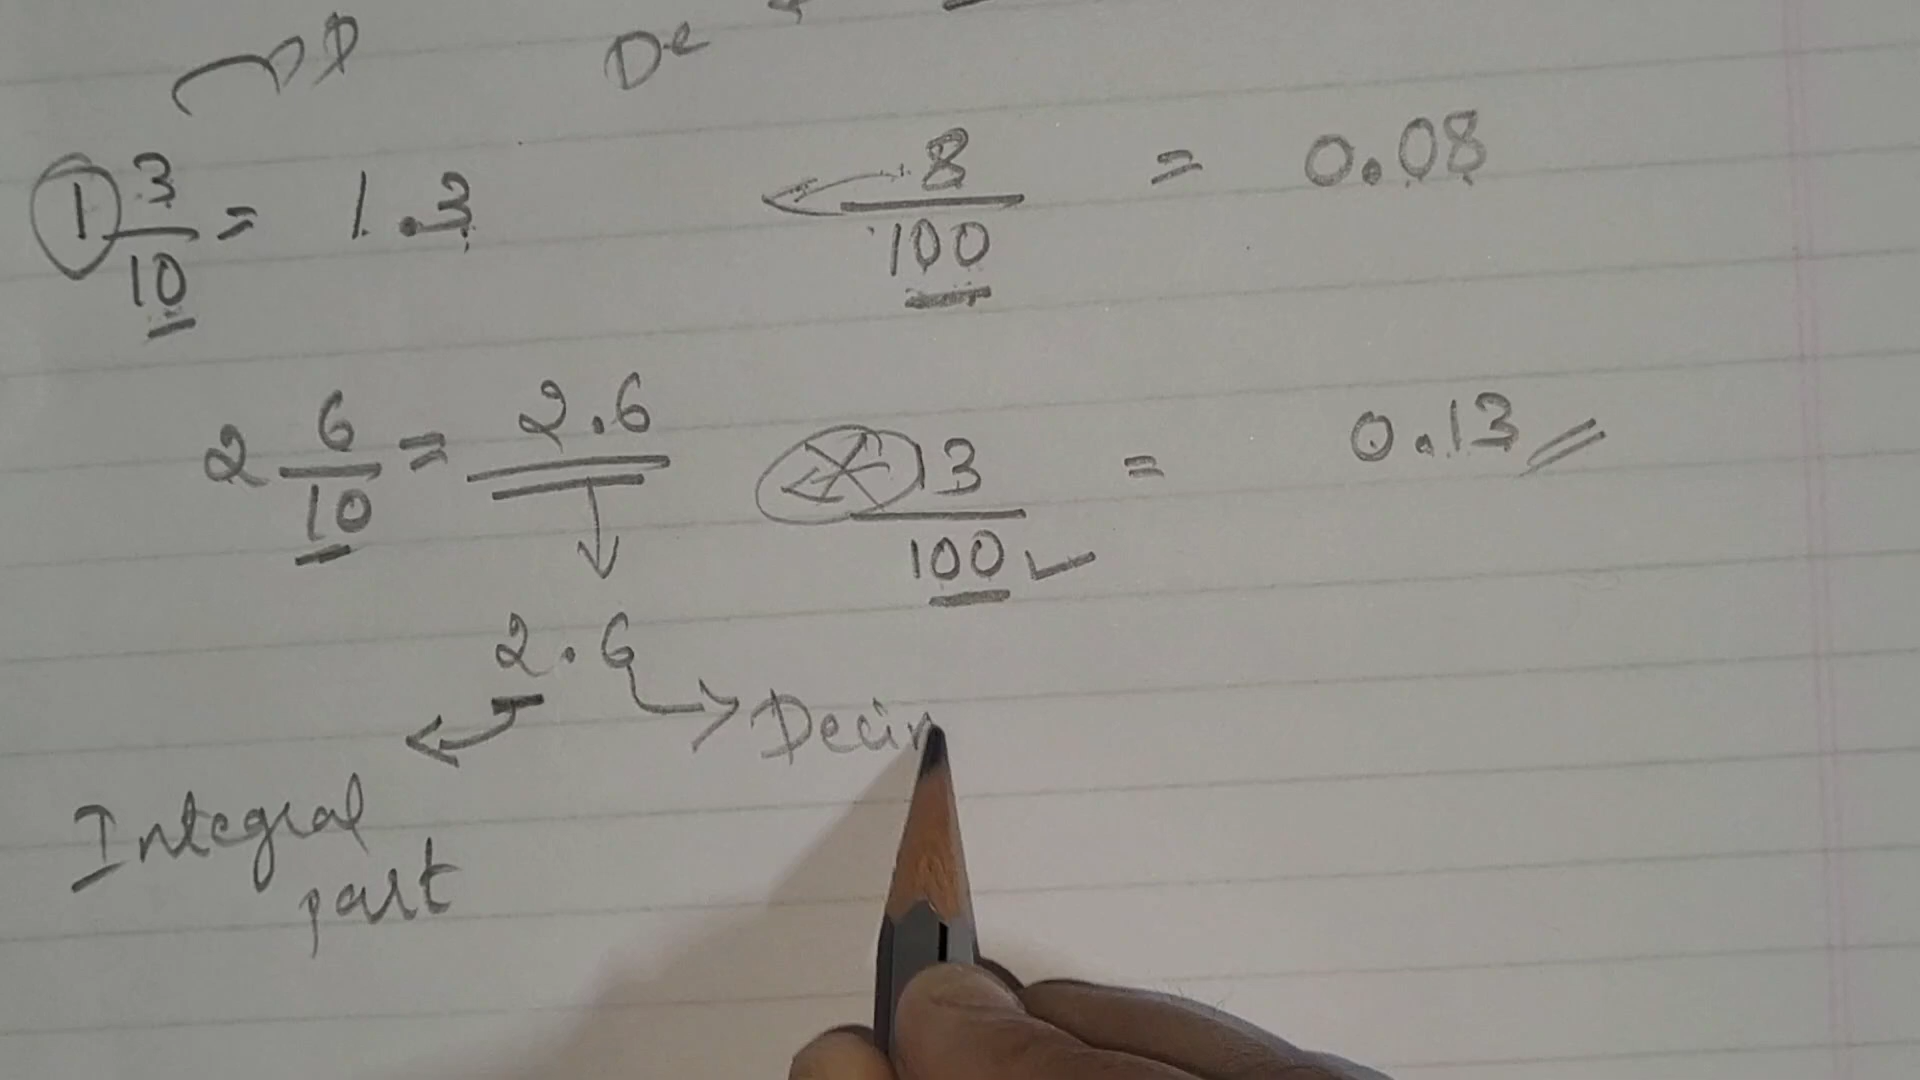 D De
1 3/10 = 1.3 8/100 = 0.08
2 6/10 = 2.6 13/100 = 0.13
2.6
Decim
Integral
part